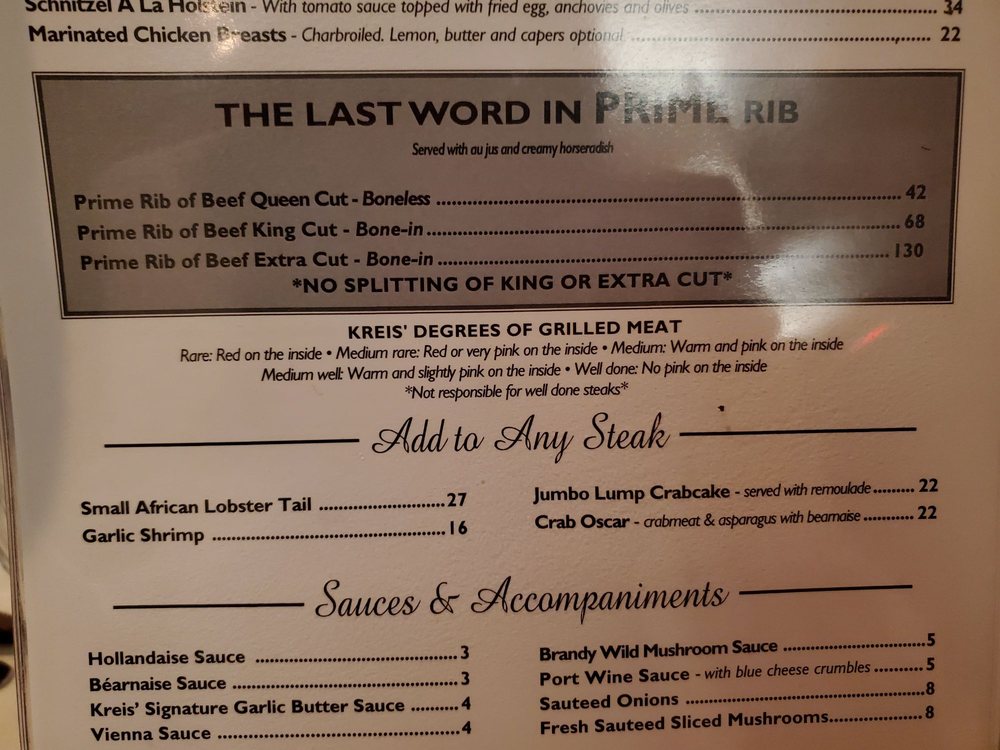 Schnitzel A La Holstein - With tomato sauce topped with fried egg, anchovies and olives 34
Marinated Chicken Breasts - Charbroiled. Lemon, butter and capers optional 22
THE LAST WORD IN PRIME RIB
Served with au jus and creamy horseradish
Prime Rib of Beef Queen Cut - Boneless 42
Prime Rib of Beef King Cut - Bone-in 68
Prime Rib of Beef Extra Cut - Bone-in 130
*NO SPLITTING OF KING OR EXTRA CUT*
KREIS' DEGREES OF GRILLED MEAT
Rare: Red on the inside • Medium rare: Red or very pink on the inside • Medium: Warm and pink on the inside
Medium well: Warm and slightly pink on the inside • Well done: No pink on the inside
*Not responsible for well done steaks*
Add to Any Steak
Small African Lobster Tail 27
Garlic Shrimp 16
Jumbo Lump Crabcake - served with remoulade 22
Crab Oscar - crabmeat & asparagus with bearnaise 22
Sauces & Accompaniments
Hollandaise Sauce 3
Béarnaise Sauce 3
Kreis' Signature Garlic Butter Sauce 4
Vienna Sauce 4
Brandy Wild Mushroom Sauce 5
Port Wine Sauce - with blue cheese crumbles 5
Sauteed Onions 8
Fresh Sauteed Sliced Mushrooms 8